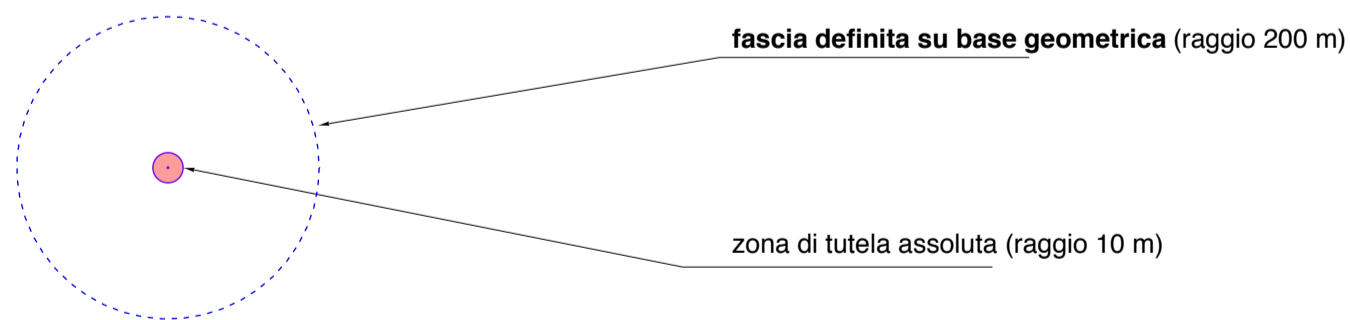 fascia definita su base geometrica (raggio 200 m)
zona di tutela assoluta (raggio 10 m)